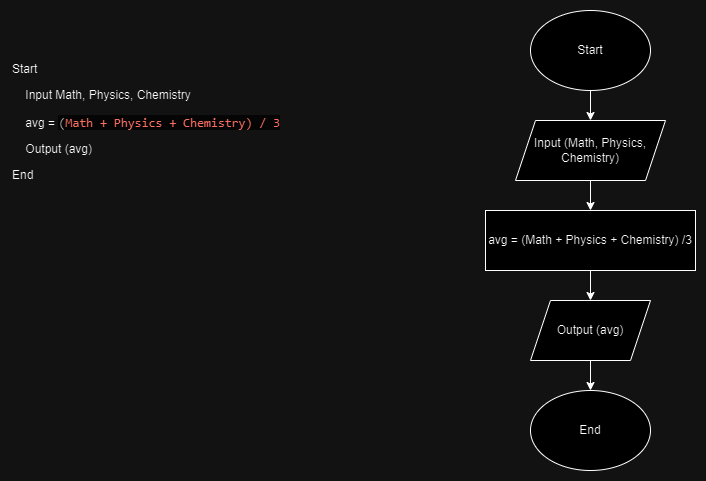 Start
Input Math, Physics, Chemistry
avg = (Math + Physics + Chemistry) / 3
Output (avg)
End
Start
Input (Math, Physics,
Chemistry)
avg = (Math + Physics + Chemistry) /3
Output (avg)
End